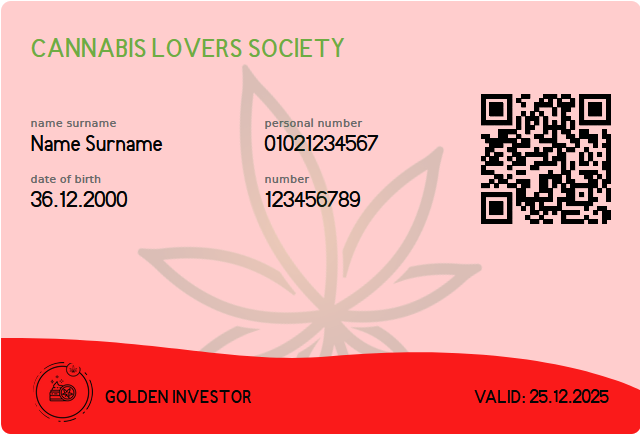 CANNABIS LOVERS SOCIETY
name surname
Name Surname
personal number
01021234567
date of birth
36.12.2000
number
123456789
GOLDEN INVESTOR
VALID: 25.12.2025